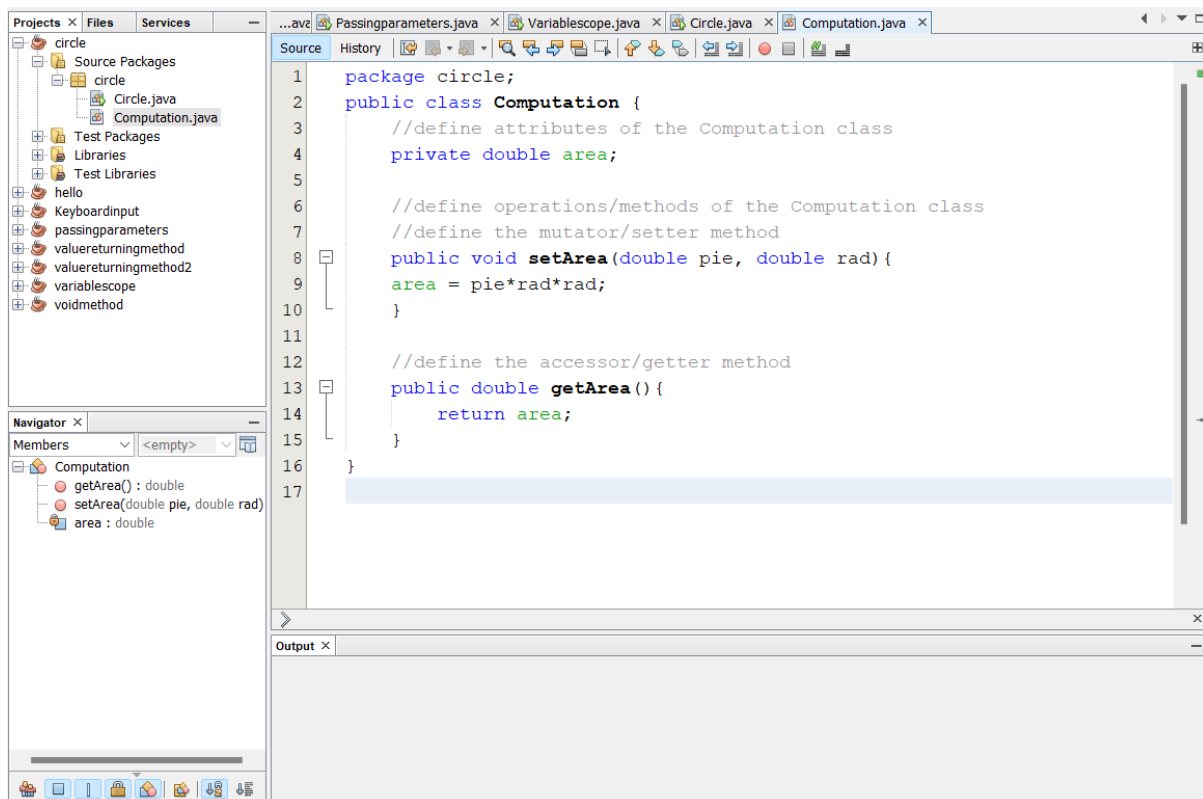 Projects Files Services
circle
Source Packages
circle
Circle.java
Computation.java
Test Packages
Libraries
Test Libraries
hello
Keyboardinput
passingparameters
valuereturningmethod
valuereturningmethod2
variablescope
voidmethod
Navigator
Members <empty>
Computation
getArea() : double
setArea(double pie, double rad)
area : double
...ava Passingparameters.java Variablescope.java Circle.java Computation.java
Source History
1 package circle;
2 public class Computation {
3 //define attributes of the Computation class
4 private double area;
5
6 //define operations/methods of the Computation class
7 //define the mutator/setter method
8 public void setArea(double pie, double rad){
9 area = pie*rad*rad;
10 }
11
12 //define the accessor/getter method
13 public double getArea(){
14 return area;
15 }
16 }
17
Output